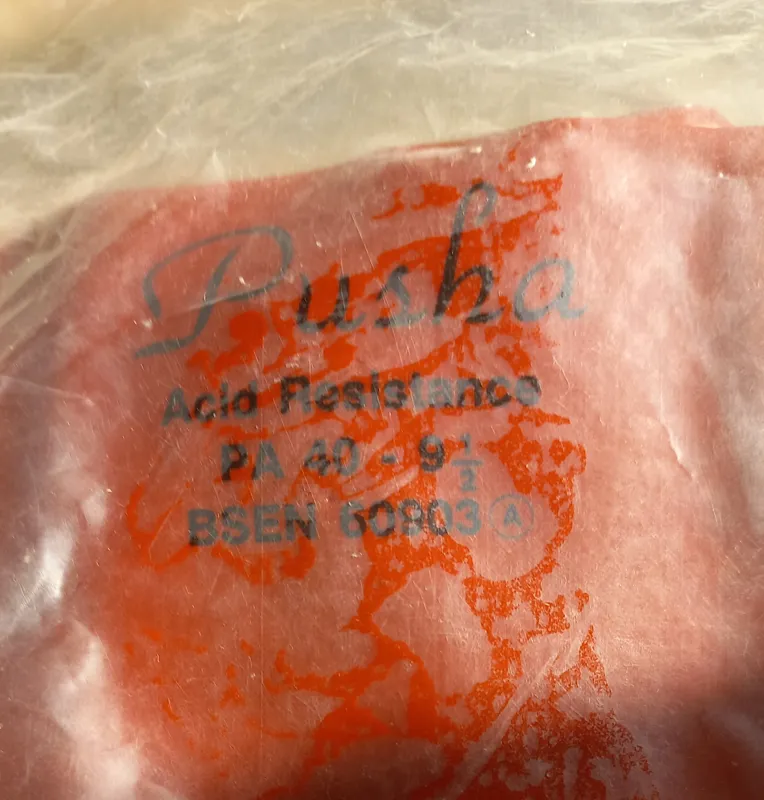 Pusha
Acid Resistance
PA 40 - 9 1/2
BSEN 60903 Ⓐ